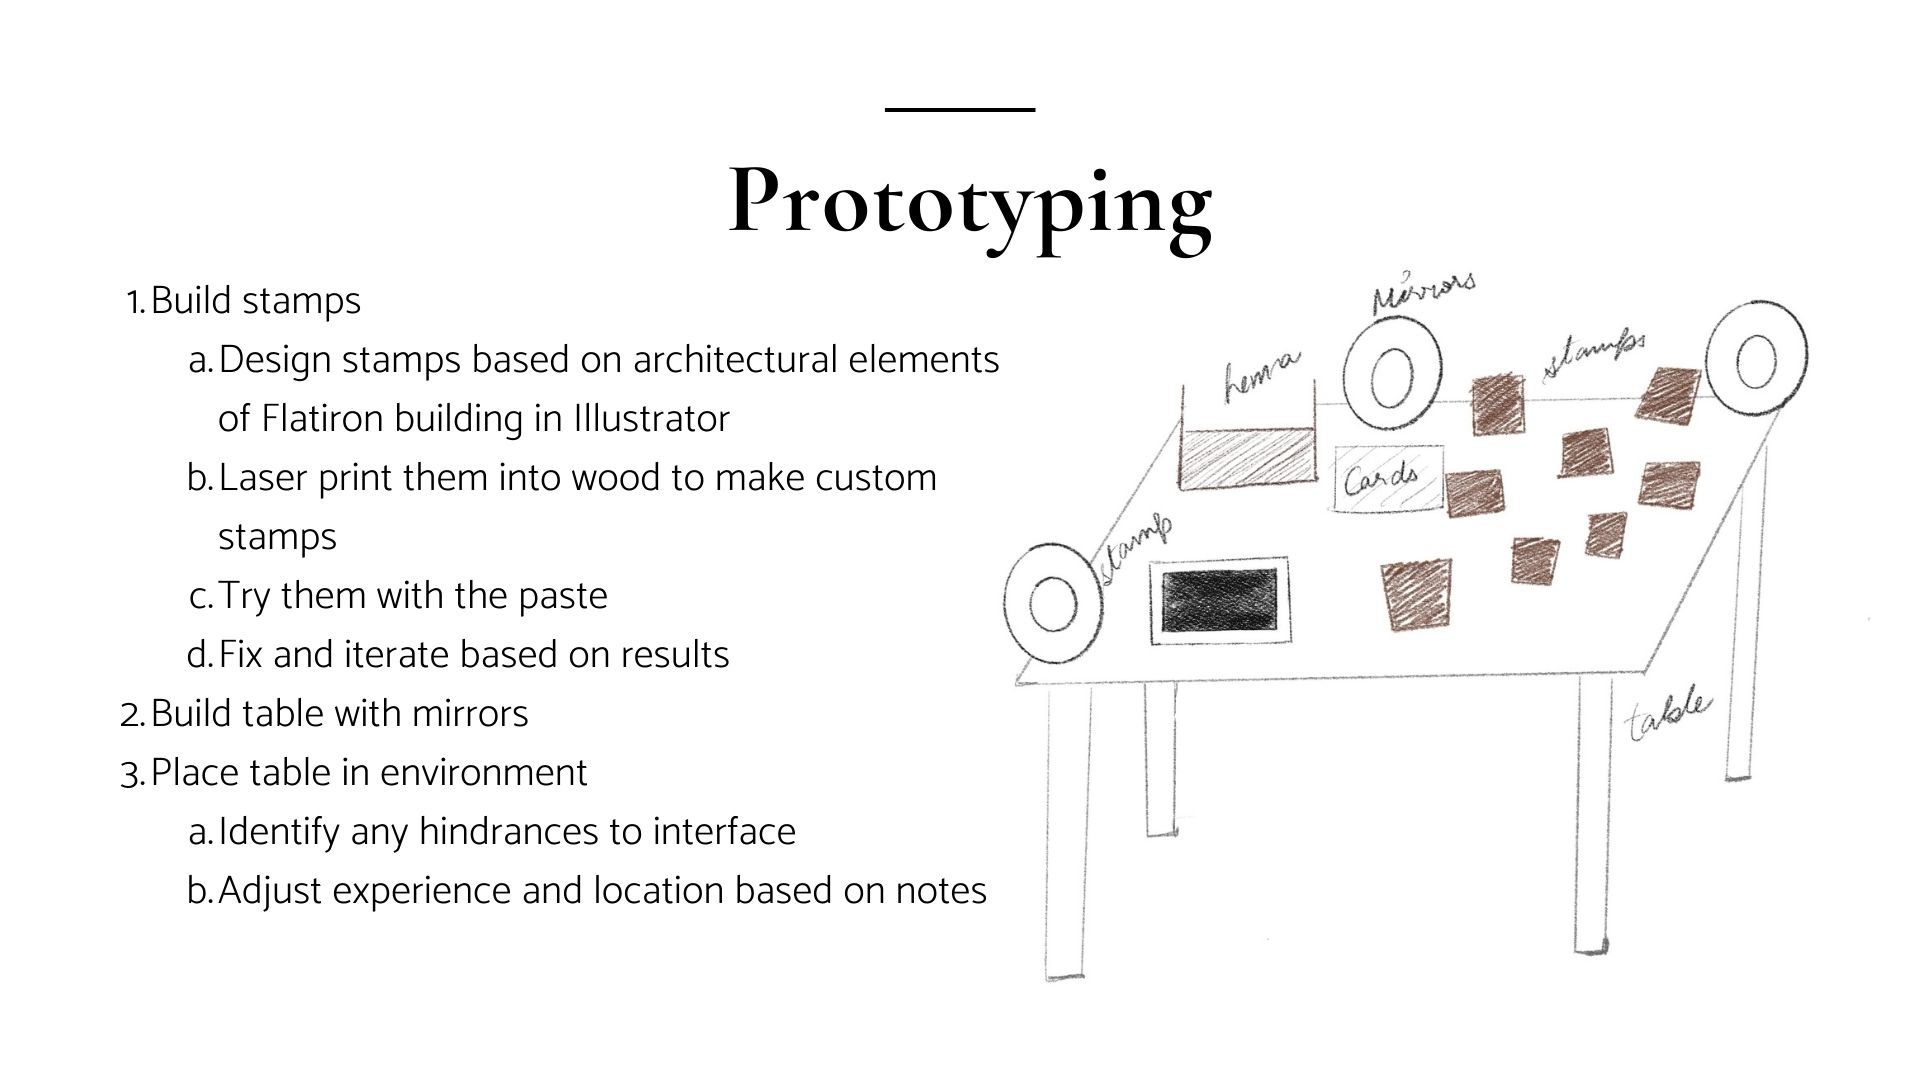 Prototyping
1. Build stamps
a. Design stamps based on architectural elements
of Flatiron building in Illustrator
b. Laser print them into wood to make custom
stamps
c. Try them with the paste
d. Fix and iterate based on results
2. Build table with mirrors
3. Place table in environment
a. Identify any hindrances to interface
b. Adjust experience and location based on notes
Mirrors
henna
stamps
Cards
stamp
table